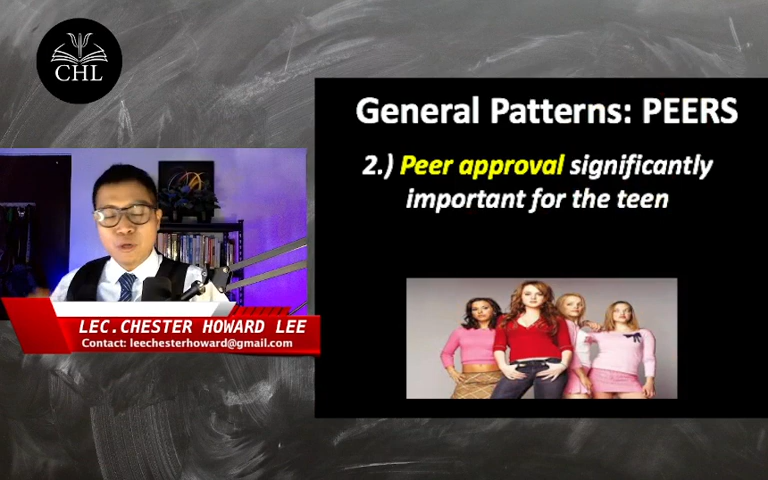 CHL
General Patterns: PEERS
2.) Peer approval significantly
important for the teen
LEC.CHESTER HOWARD LEE
Contact: leechesterhoward@gmail.com